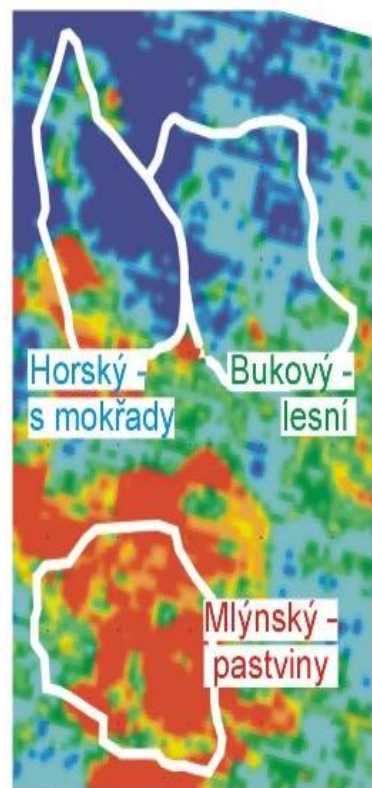 Horský -
s mokřady
Bukový -
lesní
Mlýnský -
pastviny